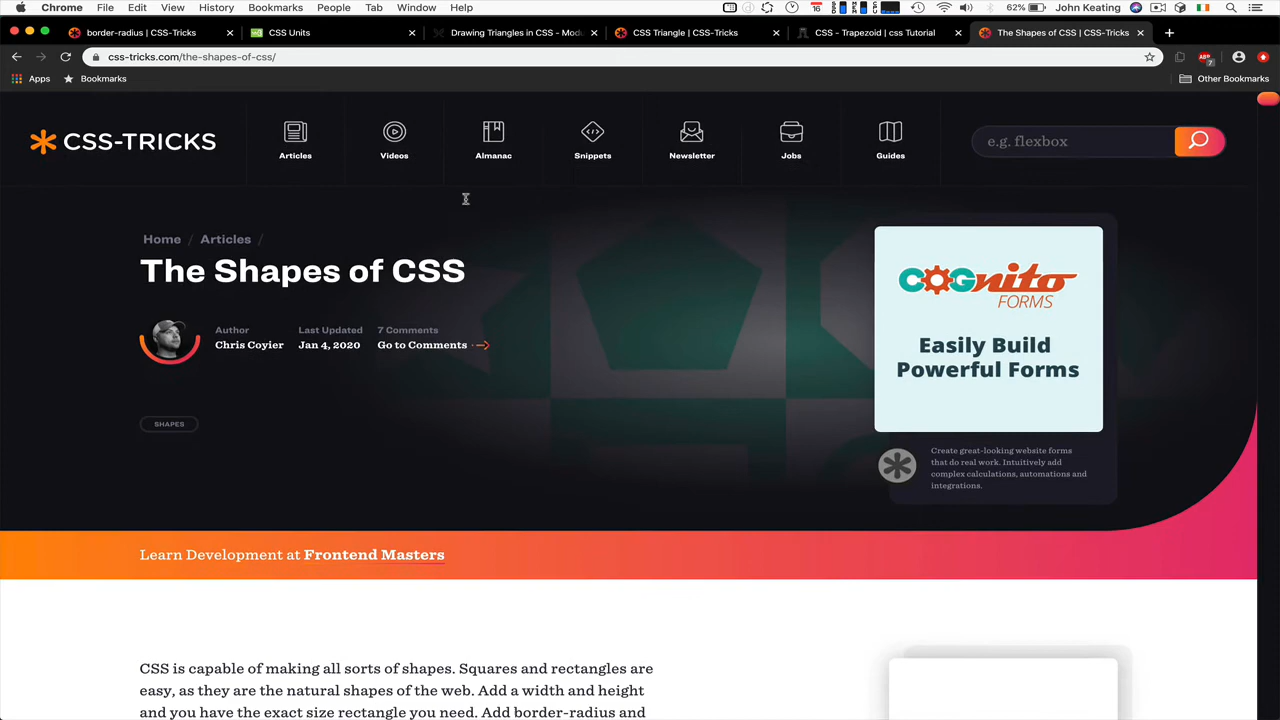 Chrome File Edit View History Bookmarks People Tab Window Help 16 62% John Keating
border-radius | CSS-Tricks
CSS Units
Drawing Triangles in CSS - Modu
CSS Triangle | CSS-Tricks
CSS - Trapezoid | css Tutorial
The Shapes of CSS | CSS-Tricks
css-tricks.com/the-shapes-of-css/
Apps Bookmarks Other Bookmarks
CSS-TRICKS
Articles Videos Almanac Snippets Newsletter Jobs Guides
e.g. flexbox
Home / Articles /
The Shapes of CSS
Author Last Updated 7 Comments
Chris Coyier Jan 4, 2020 Go to Comments
SHAPES
COGnito
FORMS
Easily Build
Powerful Forms
Create great-looking website forms
that do real work. Intuitively add
complex calculations, automations and
integrations.
Learn Development at Frontend Masters
CSS is capable of making all sorts of shapes. Squares and rectangles are
easy, as they are the natural shapes of the web. Add a width and height
and you have the exact size rectangle you need. Add border-radius and